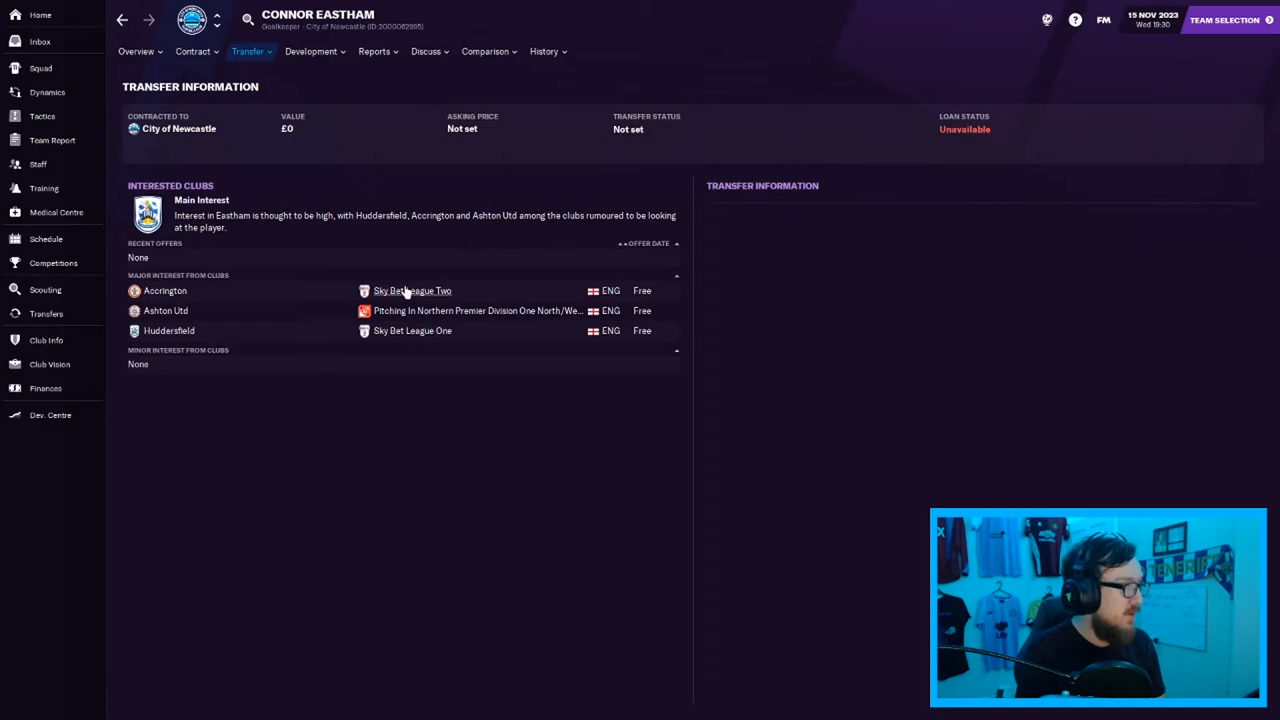 Home
Inbox
Squad
Dynamics
Tactics
Team Report
Staff
Training
Medical Centre
Schedule
Competitions
Scouting
Transfers
Club Info
Club Vision
Finances
Dev. Centre
CONNOR EASTHAM
Goalkeeper - City of Newcastle (ID:2000062995)
FM
15 NOV 2023
Wed 19:30
TEAM SELECTION
Overview
Contract
Transfer
Development
Reports
Discuss
Comparison
History
TRANSFER INFORMATION
CONTRACTED TO VALUE ASKING PRICE TRANSFER STATUS LOAN STATUS
City of Newcastle £0 Not set Not set Unavailable
INTERESTED CLUBS
Main Interest
Interest in Eastham is thought to be high, with Huddersfield, Accrington and Ashton Utd among the clubs rumoured to be looking
at the player.
RECENT OFFERS OFFER DATE
None
MAJOR INTEREST FROM CLUBS
Accrington Sky Bet League Two ENG Free
Ashton Utd Pitching In Northern Premier Division One North/We... ENG Free
Huddersfield Sky Bet League One ENG Free
MINOR INTEREST FROM CLUBS
None
TRANSFER INFORMATION
X
TENERIF